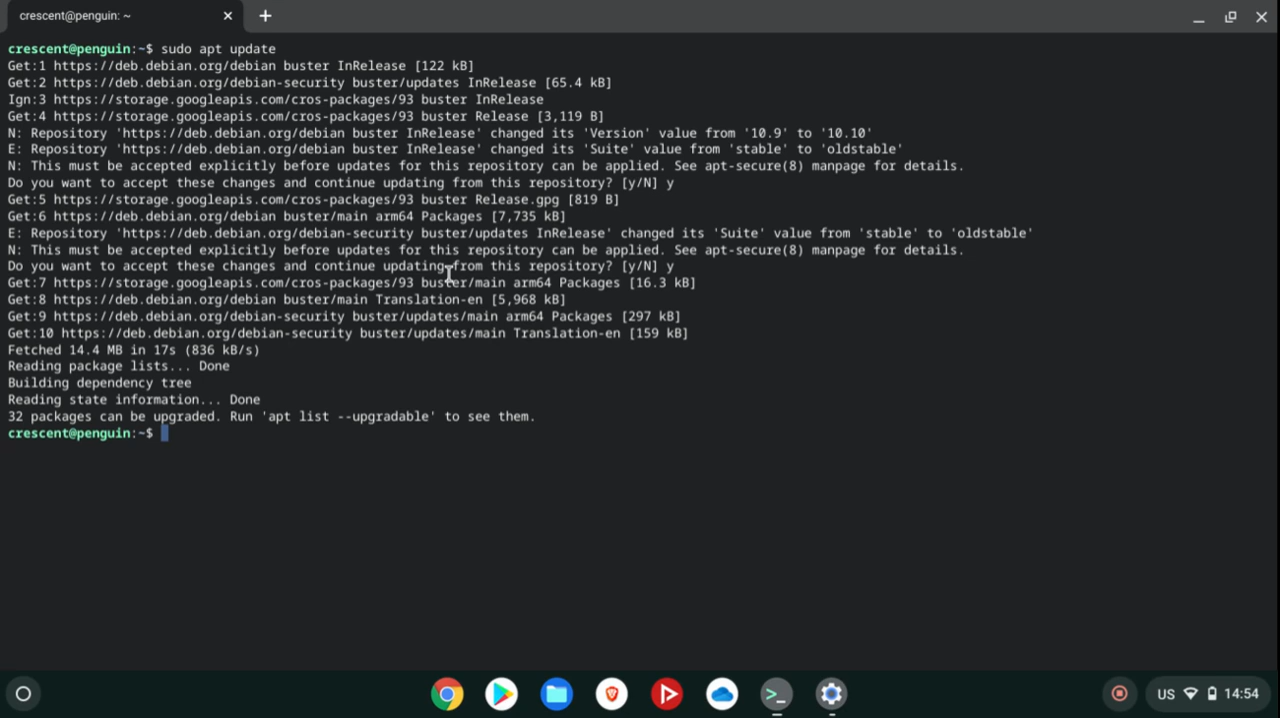 crescent@penguin: ~
crescent@penguin:~$ sudo apt update
Get:1 https://deb.debian.org/debian buster InRelease [122 kB]
Get:2 https://deb.debian.org/debian-security buster/updates InRelease [65.4 kB]
Ign:3 https://storage.googleapis.com/cros-packages/93 buster InRelease
Get:4 https://storage.googleapis.com/cros-packages/93 buster Release [3,119 B]
N: Repository 'https://deb.debian.org/debian buster InRelease' changed its 'Version' value from '10.9' to '10.10'
E: Repository 'https://deb.debian.org/debian buster InRelease' changed its 'Suite' value from 'stable' to 'oldstable'
N: This must be accepted explicitly before updates for this repository can be applied. See apt-secure(8) manpage for details.
Do you want to accept these changes and continue updating from this repository? [y/N] y
Get:5 https://storage.googleapis.com/cros-packages/93 buster Release.gpg [819 B]
Get:6 https://deb.debian.org/debian buster/main arm64 Packages [7,735 kB]
E: Repository 'https://deb.debian.org/debian-security buster/updates InRelease' changed its 'Suite' value from 'stable' to 'oldstable'
N: This must be accepted explicitly before updates for this repository can be applied. See apt-secure(8) manpage for details.
Do you want to accept these changes and continue updating from this repository? [y/N] y
Get:7 https://storage.googleapis.com/cros-packages/93 buster/main arm64 Packages [16.3 kB]
Get:8 https://deb.debian.org/debian buster/main Translation-en [5,968 kB]
Get:9 https://deb.debian.org/debian-security buster/updates/main arm64 Packages [297 kB]
Get:10 https://deb.debian.org/debian-security buster/updates/main Translation-en [159 kB]
Fetched 14.4 MB in 17s (836 kB/s)
Reading package lists... Done
Building dependency tree
Reading state information... Done
32 packages can be upgraded. Run 'apt list --upgradable' to see them.
crescent@penguin:~$
US 14:54